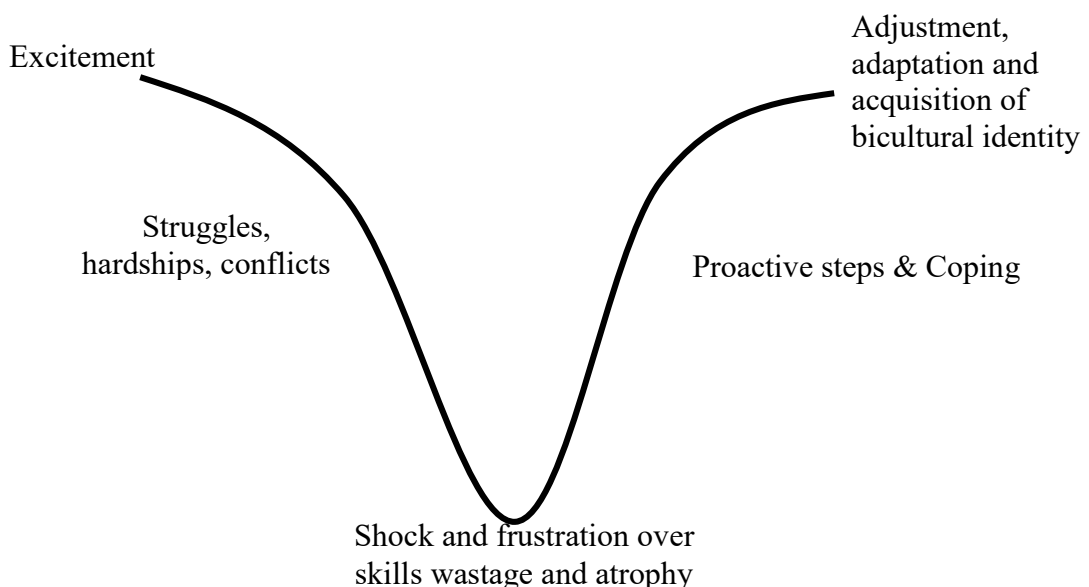 Excitement
Adjustment,
adaptation and
acquisition of
bicultural identity
Struggles,
hardships, conflicts
Proactive steps & Coping
Shock and frustration over
skills wastage and atrophy